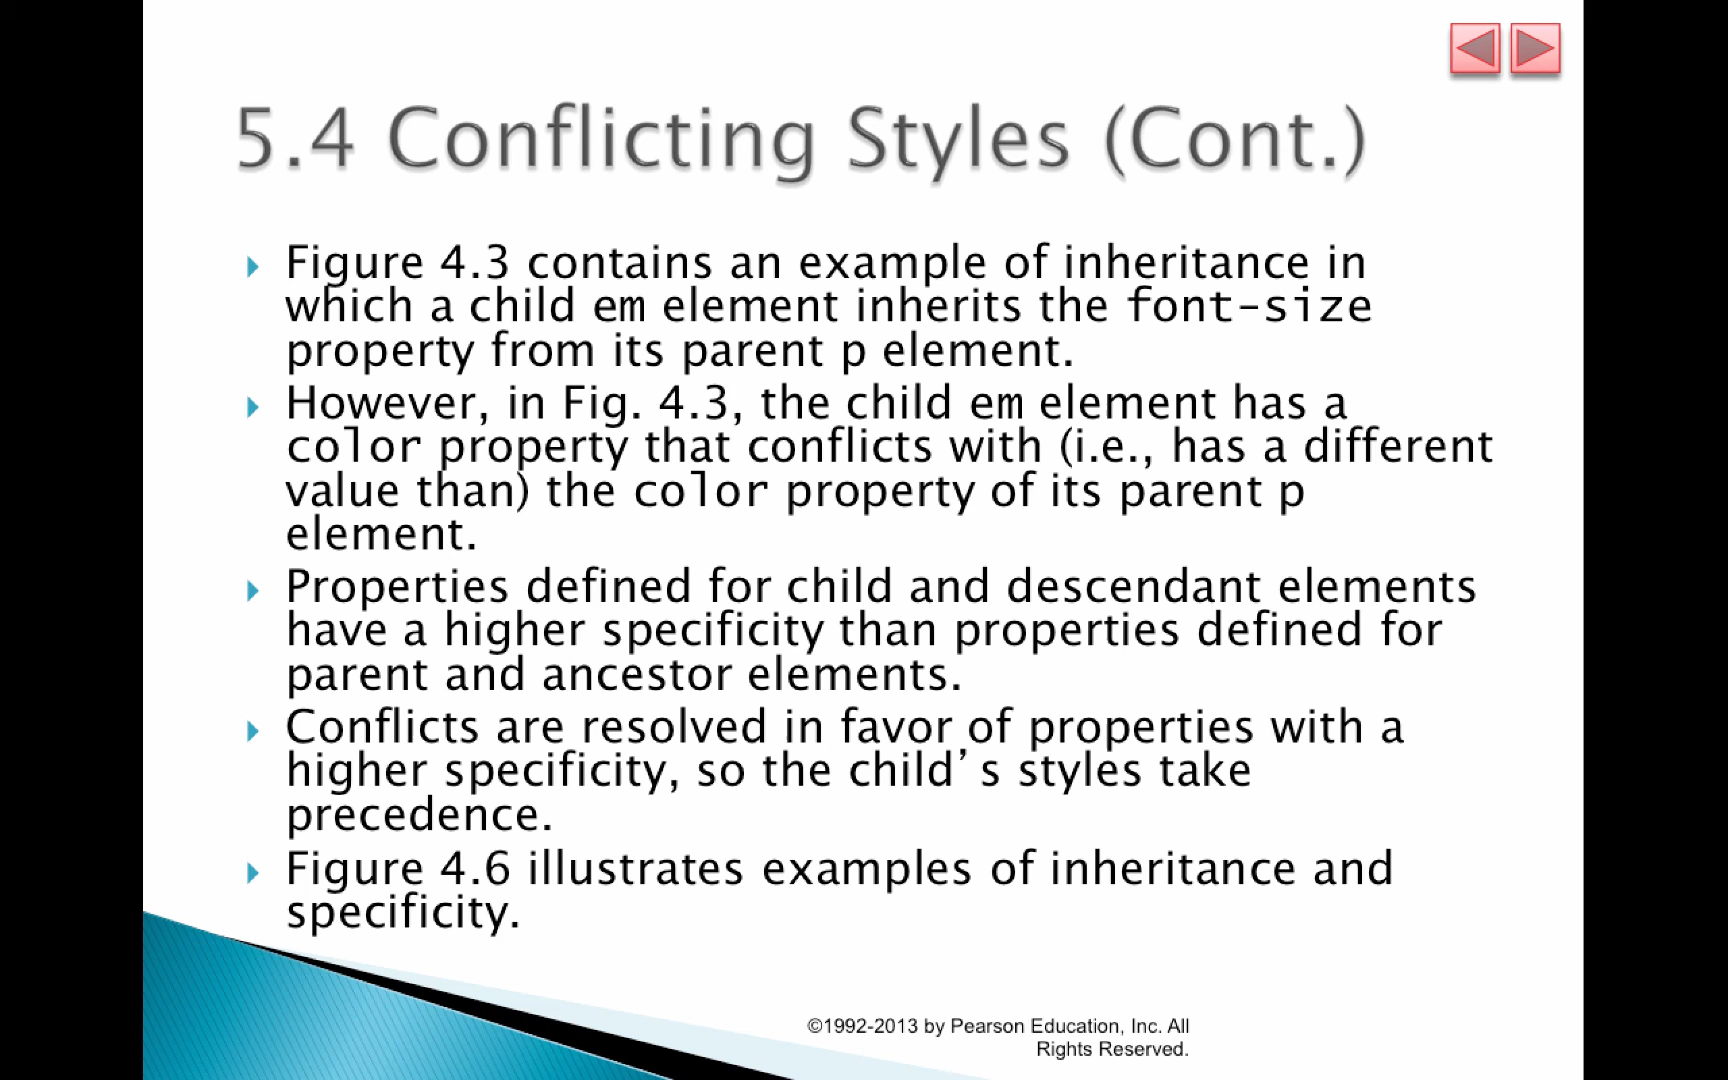 5.4 Conflicting Styles (Cont.)
Figure 4.3 contains an example of inheritance in
which a child em element inherits the font-size
property from its parent p element.
However, in Fig. 4.3, the child em element has a
color property that conflicts with (i.e., has a different
value than) the color property of its parent p
element.
Properties defined for child and descendant elements
have a higher specificity than properties defined for
parent and ancestor elements.
Conflicts are resolved in favor of properties with a
higher specificity, so the child’s styles take
precedence.
Figure 4.6 illustrates examples of inheritance and
specificity.
©1992-2013 by Pearson Education, Inc. All
Rights Reserved.